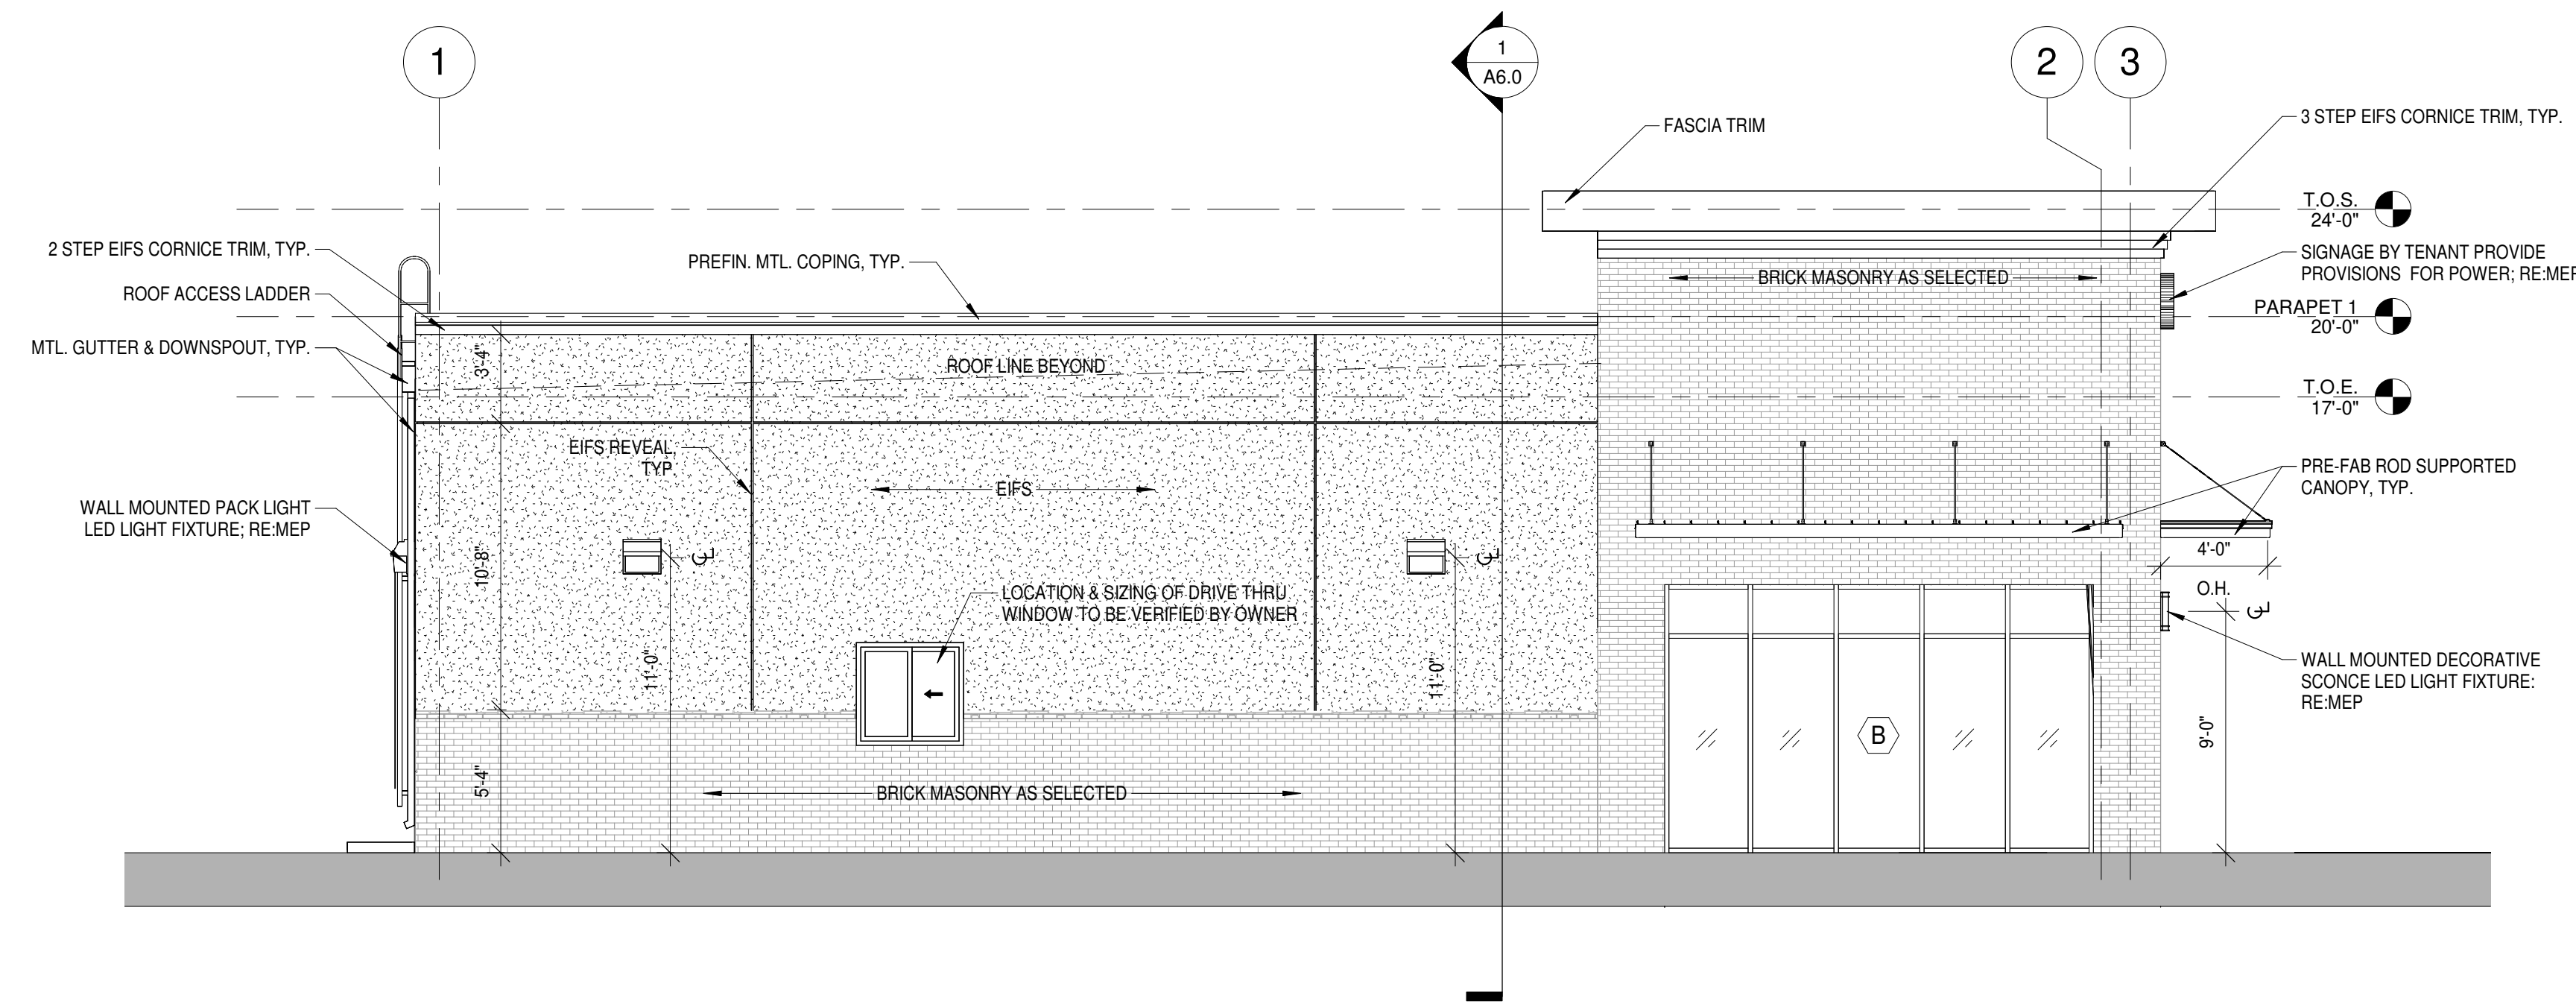 1
1
A6.0
2
3
FASCIA TRIM
3 STEP EIFS CORNICE TRIM, TYP.
T.O.S.
24'-0"
2 STEP EIFS CORNICE TRIM, TYP.
PREFIN. MTL. COPING, TYP.
BRICK MASONRY AS SELECTED
SIGNAGE BY TENANT PROVIDE
PROVISIONS FOR POWER; RE:MEP
ROOF ACCESS LADDER
PARAPET 1
20'-0"
MTL. GUTTER & DOWNSPOUT, TYP.
3'-4"
ROOF LINE BEYOND
T.O.E.
17'-0"
EIFS REVEAL,
TYP.
EIFS
PRE-FAB ROD SUPPORTED
CANOPY, TYP.
WALL MOUNTED PACK LIGHT
LED LIGHT FIXTURE; RE:MEP
10'-8"
℄
℄
4'-0"
O.H.
℄
LOCATION & SIZING OF DRIVE THRU
WINDOW TO BE VERIFIED BY OWNER
11'-0"
11'-0"
WALL MOUNTED DECORATIVE
SCONCE LED LIGHT FIXTURE:
RE:MEP
B
9'-0"
5'-4"
BRICK MASONRY AS SELECTED